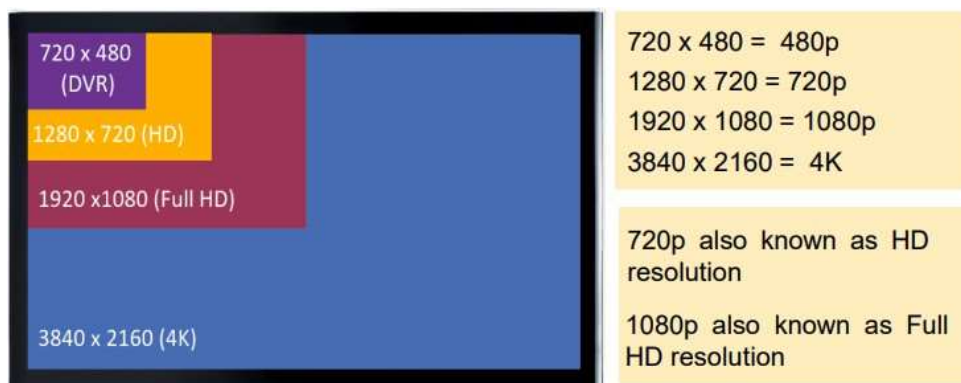 720 x 480
(DVR)
1280 x 720 (HD)
1920 x1080 (Full HD)
3840 x 2160 (4K)
720 x 480 = 480p
1280 x 720 = 720p
1920 x 1080 = 1080p
3840 x 2160 = 4K
720p also known as HD
resolution
1080p also known as Full
HD resolution